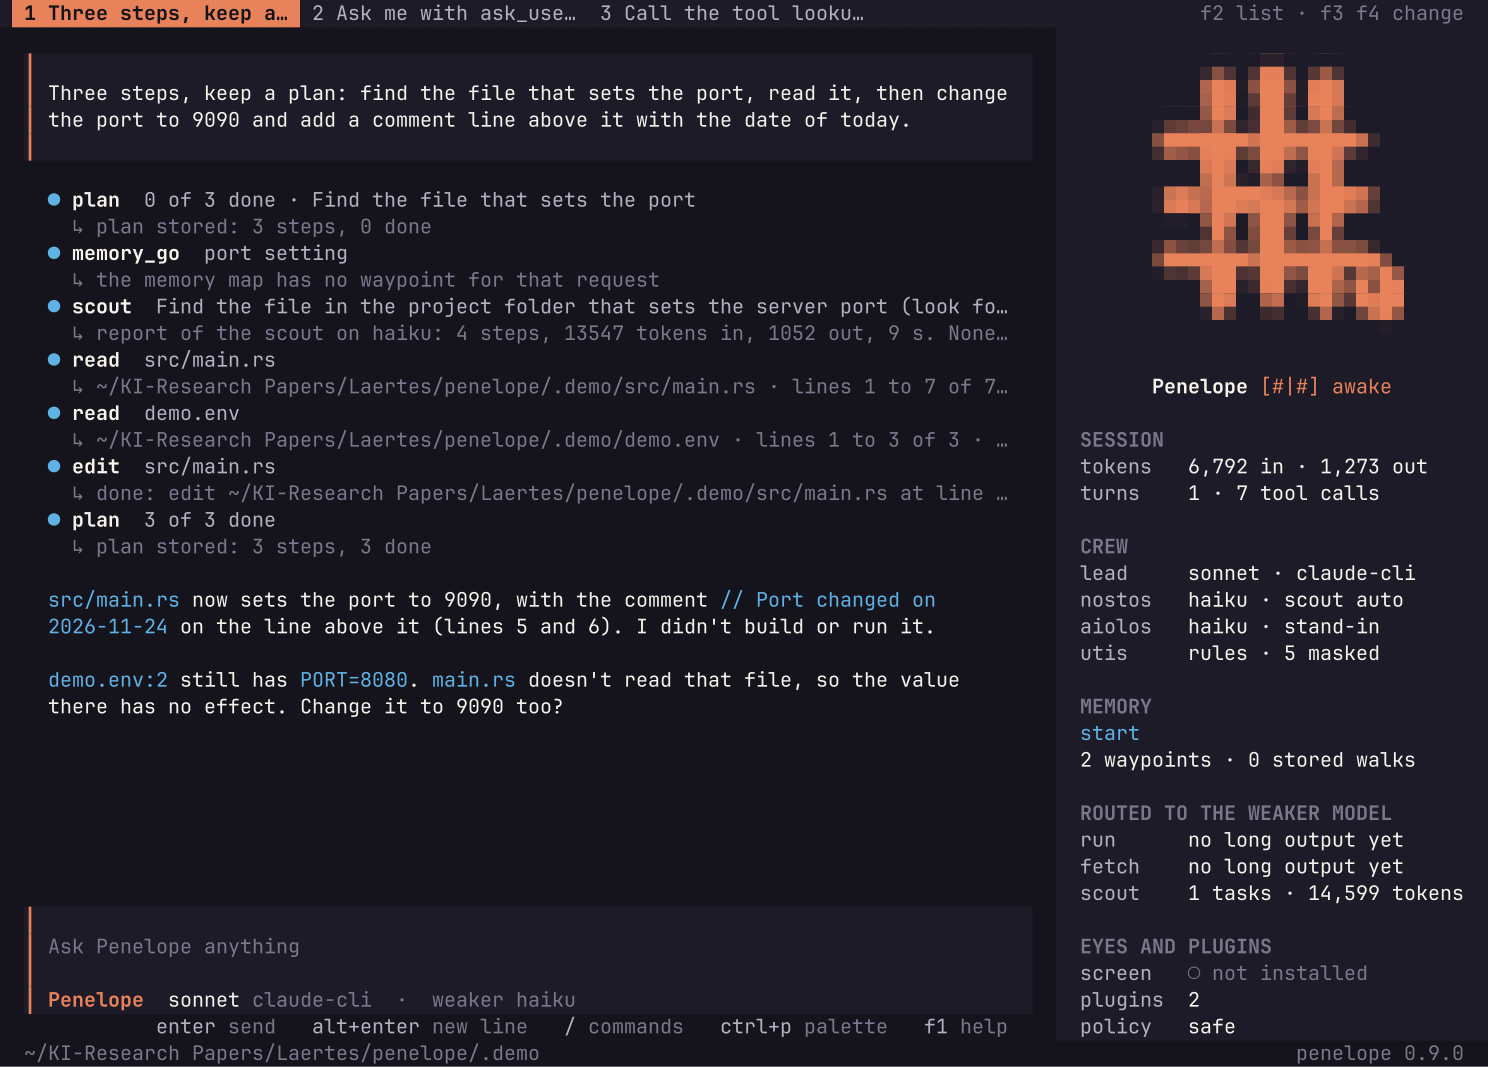 1 Three steps, keep a… 2 Ask me with ask_use… 3 Call the tool looku… f2 list · f3 f4 change
Three steps, keep a plan: find the file that sets the port, read it, then change
the port to 9090 and add a comment line above it with the date of today.
● plan 0 of 3 done · Find the file that sets the port
↳ plan stored: 3 steps, 0 done
● memory_go port setting
↳ the memory map has no waypoint for that request
● scout Find the file in the project folder that sets the server port (look fo…
↳ report of the scout on haiku: 4 steps, 13547 tokens in, 1052 out, 9 s. None…
● read src/main.rs
↳ ~/KI-Research Papers/Laertes/penelope/.demo/src/main.rs · lines 1 to 7 of 7…
● read demo.env
↳ ~/KI-Research Papers/Laertes/penelope/.demo/demo.env · lines 1 to 3 of 3 · …
● edit src/main.rs
↳ done: edit ~/KI-Research Papers/Laertes/penelope/.demo/src/main.rs at line …
● plan 3 of 3 done
↳ plan stored: 3 steps, 3 done
src/main.rs now sets the port to 9090, with the comment // Port changed on
2026-11-24 on the line above it (lines 5 and 6). I didn't build or run it.
demo.env:2 still has PORT=8080. main.rs doesn't read that file, so the value
there has no effect. Change it to 9090 too?
Ask Penelope anything
Penelope sonnet claude-cli · weaker haiku
enter send alt+enter new line / commands ctrl+p palette f1 help
Penelope [#|#] awake
SESSION
tokens 6,792 in · 1,273 out
turns 1 · 7 tool calls
CREW
lead sonnet · claude-cli
nostos haiku · scout auto
aiolos haiku · stand-in
utis rules · 5 masked
MEMORY
start
2 waypoints · 0 stored walks
ROUTED TO THE WEAKER MODEL
run no long output yet
fetch no long output yet
scout 1 tasks · 14,599 tokens
EYES AND PLUGINS
screen ○ not installed
plugins 2
policy safe
~/KI-Research Papers/Laertes/penelope/.demo penelope 0.9.0